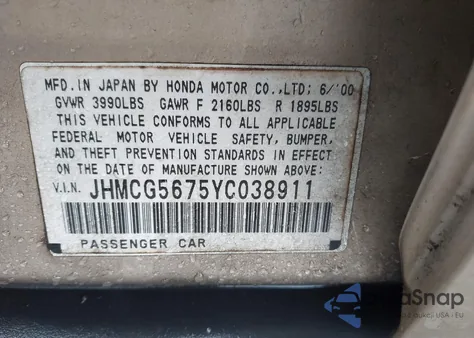 MFD.IN JAPAN BY HONDA MOTOR CO.,LTD: 6/'00
GVWR 3990LBS GAWR F 2160LBS R 1895LBS
THIS VEHICLE CONFORMS TO ALL APPLICABLE
FEDERAL MOTOR VEHICLE SAFETY, BUMPER,
AND THEFT PREVENTION STANDARDS IN EFFECT
ON THE DATE OF MANUFACTURE SHOWN ABOVE:
V.I.N. JHMCG5675YC038911
PASSENGER CAR